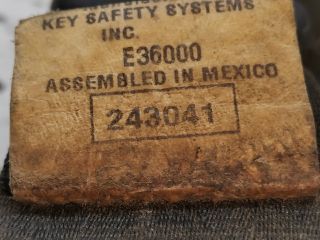 KEY SAFETY SYSTEMS
INC.
E36000
ASSEMBLED IN MEXICO
243041